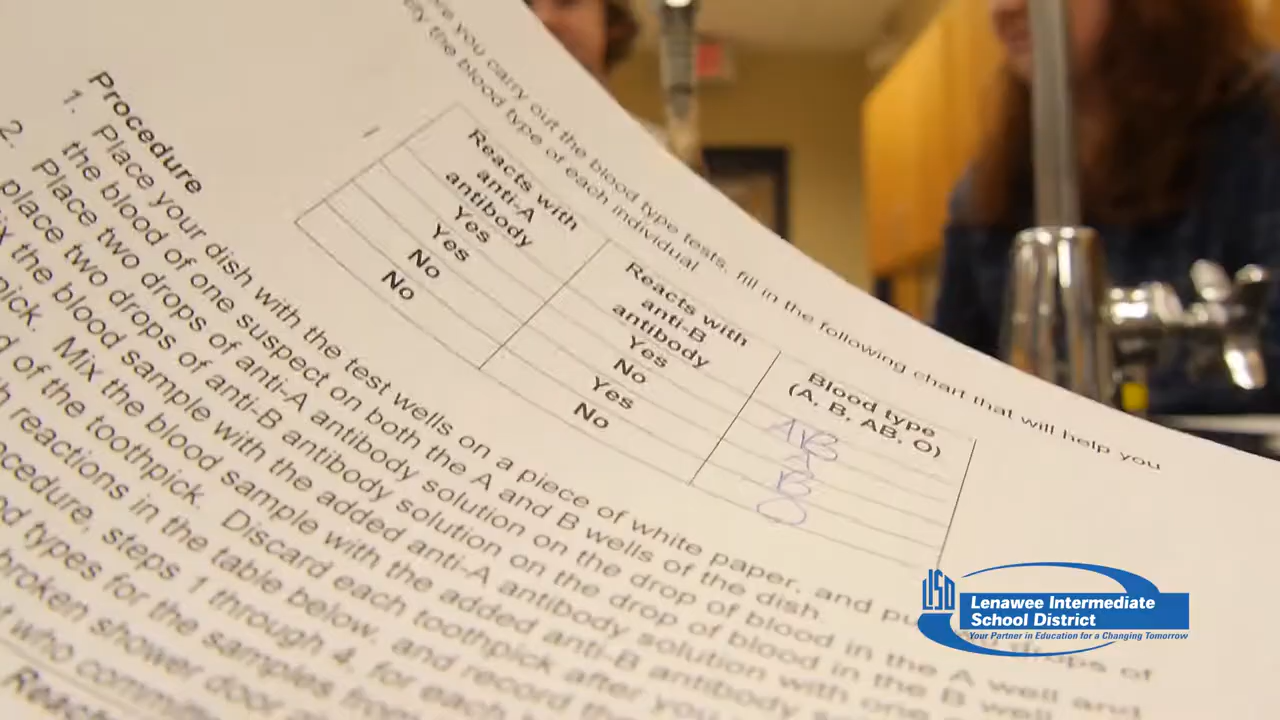 you carry out the blood type tests, fill in the following chart that will help you
the blood type of each individual
Reacts with anti-A antibody
Reacts with anti-B antibody
Blood type (A, B, AB, O)
Yes Yes AB
Yes No A
No Yes B
No No O
Procedure
1. Place your dish with the test wells on a piece of white paper, and put drops of
the blood of one suspect on both the A and B wells of the dish.
2. Place two drops of anti-A antibody solution on the drop of blood in the A well and
place two drops of anti-B antibody solution on the drop of blood in the B well.
the blood sample with the added anti-A antibody solution with one
Mix the blood sample with the added anti-B antibody
of the toothpick. Discard each toothpick after you
reactions in the table below and record the
steps 1 through 4, for each
types for the samples from
broken shower door
who
LISD
Lenawee Intermediate
School District
Your Partner in Education for a Changing Tomorrow